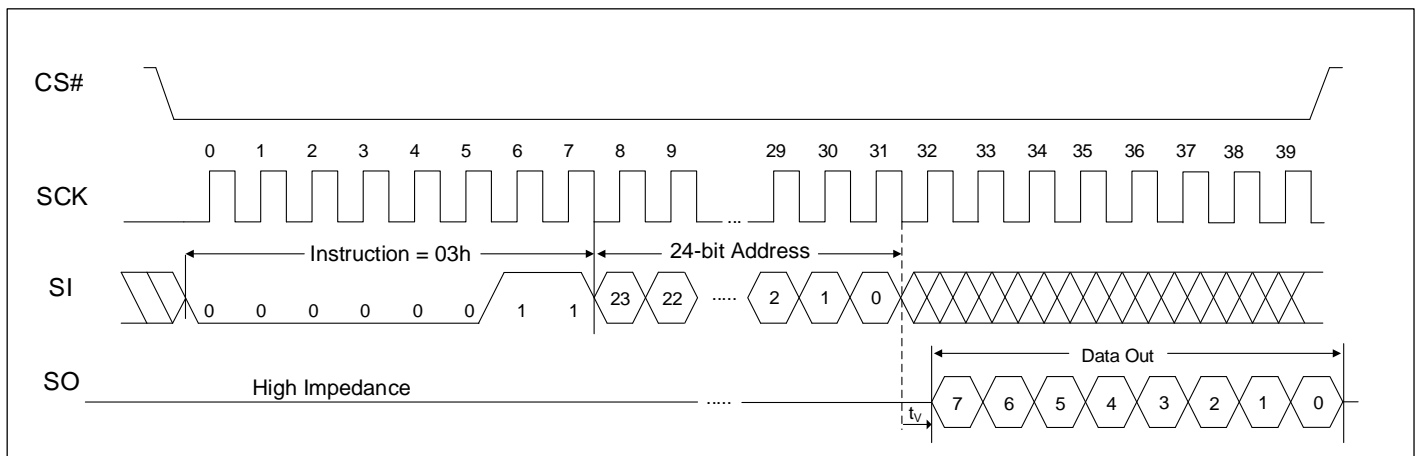 CS#
0 1 2 3 4 5 6 7 8 9 29 30 31 32 33 34 35 36 37 38 39
SCK
...
Instruction = 03h
24-bit Address
SI
0 0 0 0 0 0 1 1 23 22 ..... 2 1 0
Data Out
SO
High Impedance
.....
tV
7 6 5 4 3 2 1 0